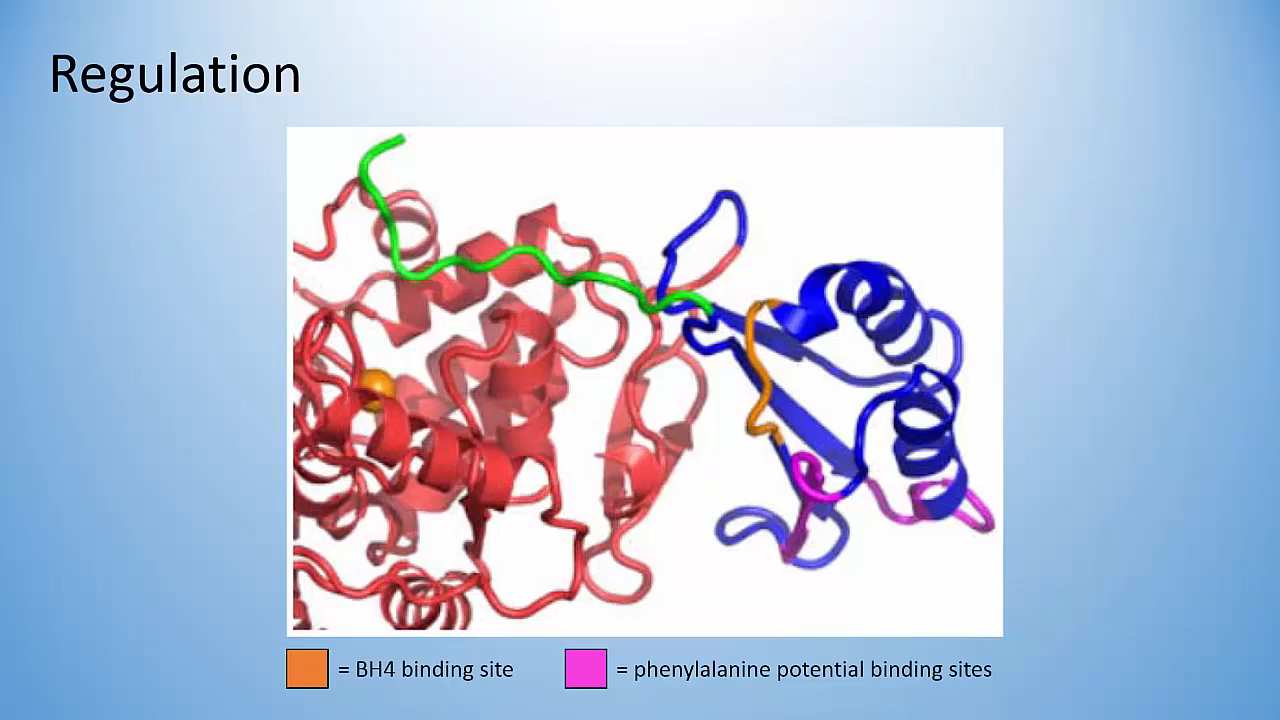 Regulation
= BH4 binding site
= phenylalanine potential binding sites